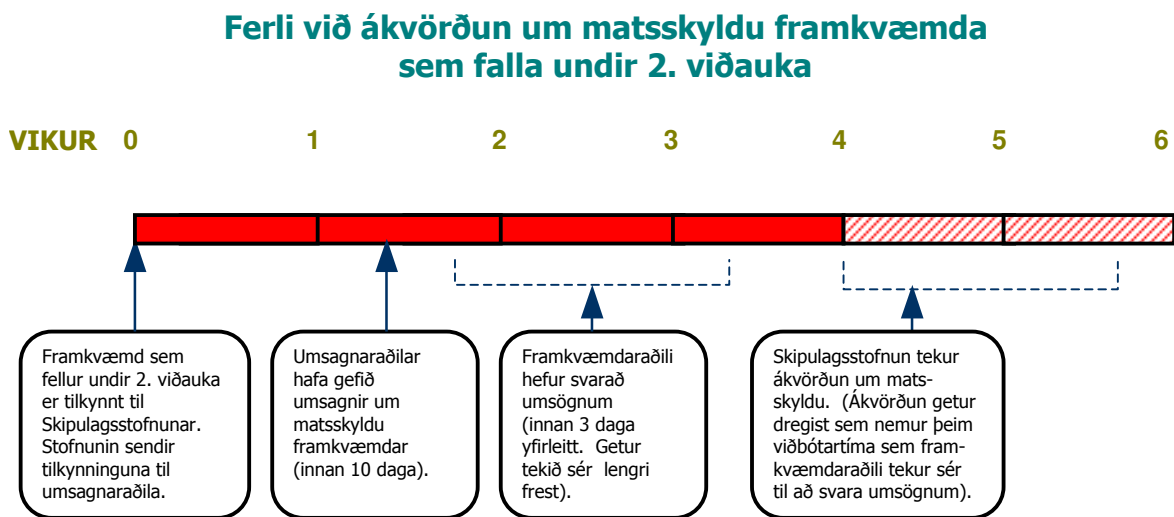 Ferli við ákvörðun um matsskyldu framkvæmda
sem falla undir 2. viðauka
VIKUR 0 1 2 3 4 5 6
Framkvæmd sem
fellur undir 2. viðauka
er tilkynnt til
Skipulagsstofnunar.
Stofnunin sendir
tilkynninguna til
umsagnaraðila.
Umsagnaraðilar
hafa gefið
umsagnir um
matsskyldu
framkvæmdar
(innan 10 daga).
Framkvæmdaraðili
hefur svarað
umsögnum
(innan 3 daga
yfirleitt. Getur
tekið sér lengri
frest).
Skipulagsstofnun tekur
ákvörðun um mats-
skyldu. (Ákvörðun getur
dregist sem nemur þeim
viðbótartíma sem fram-
kvæmdaraðili tekur sér
til að svara umsögnum).